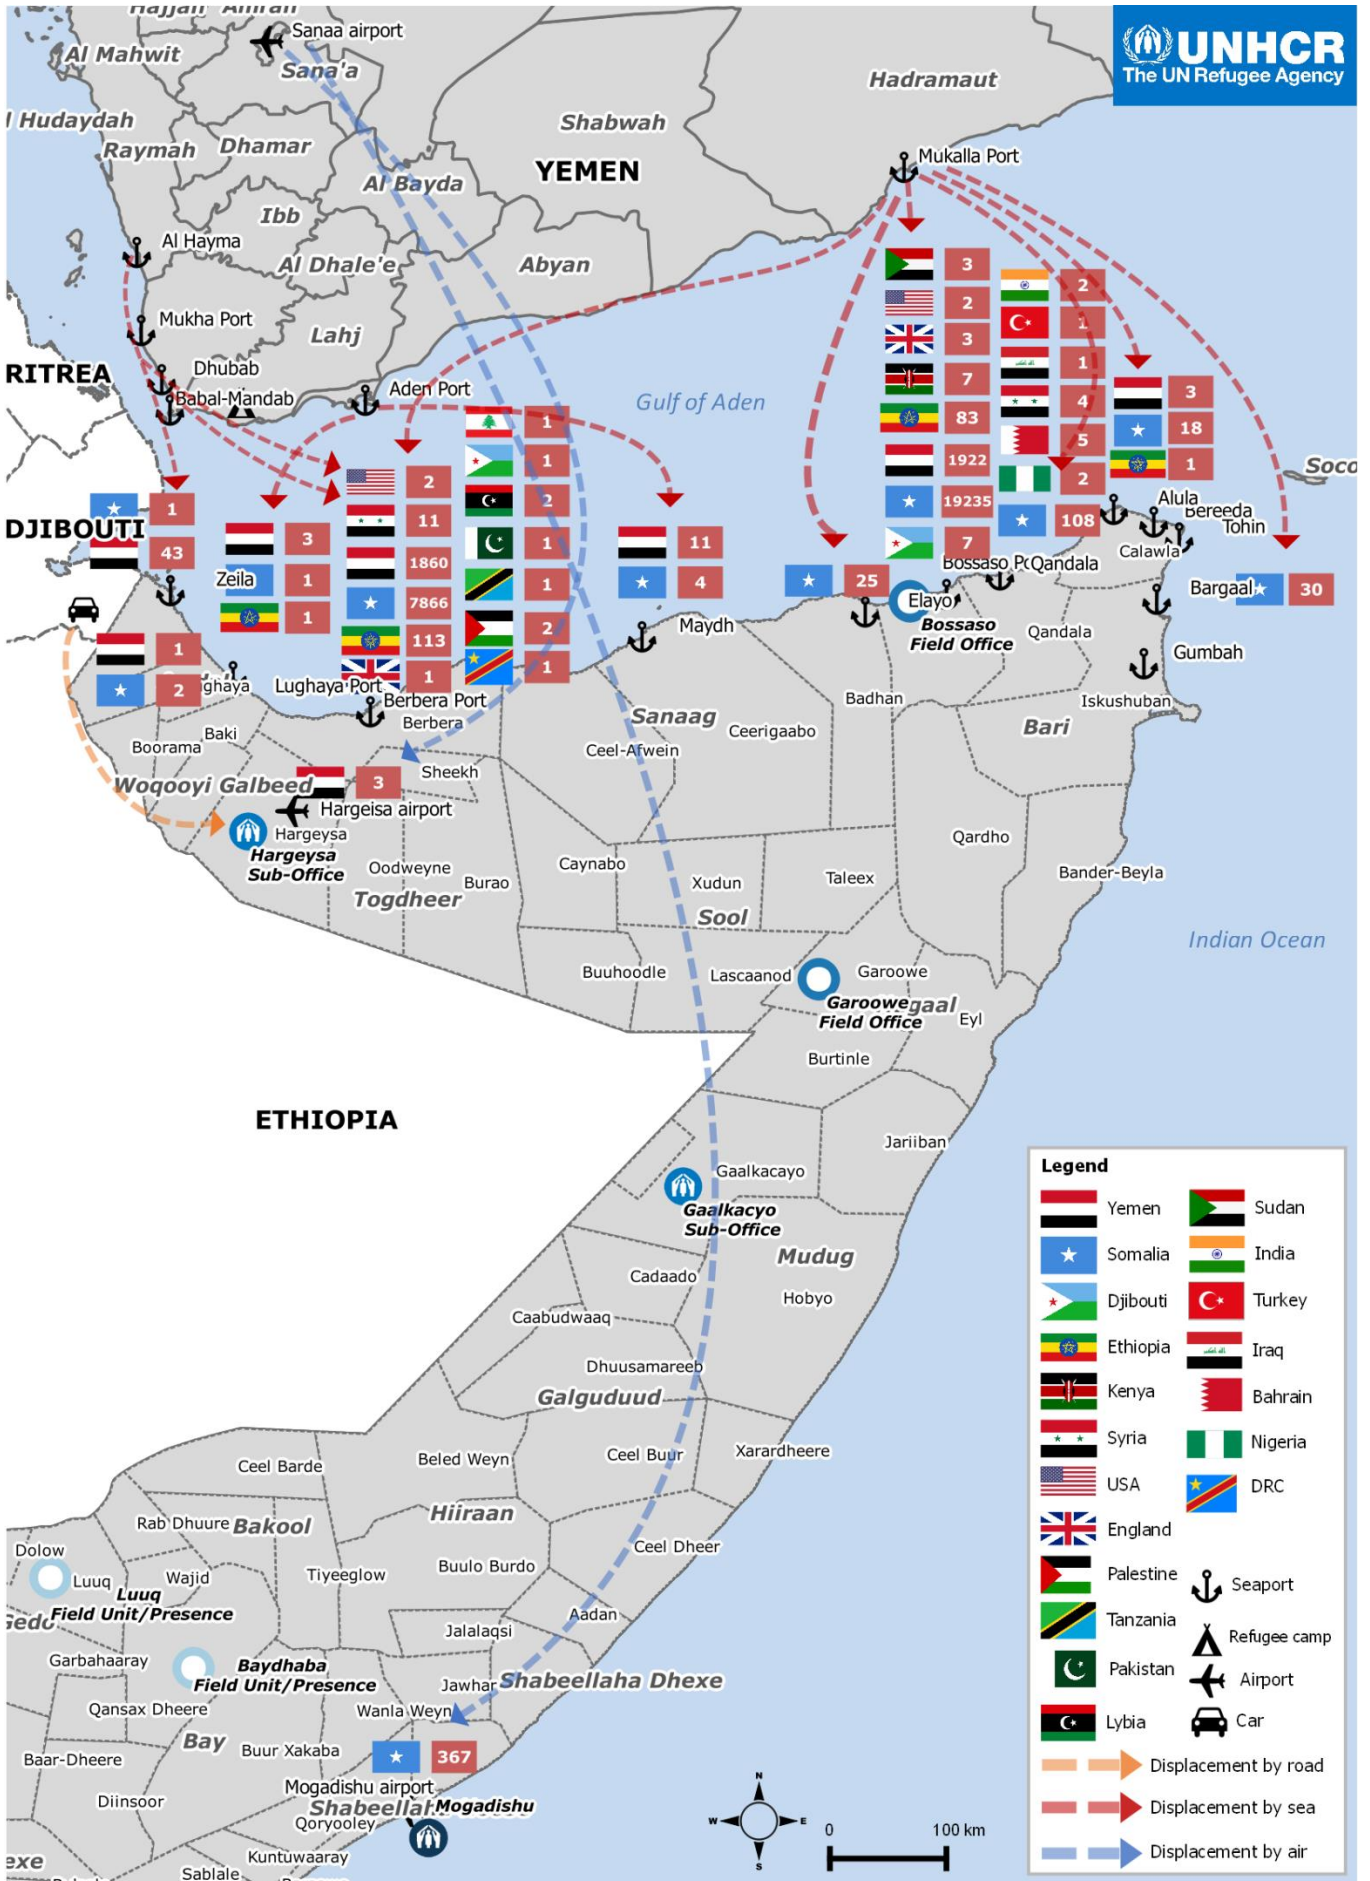 Hajjah Amran
UNHCR
The UN Refugee Agency
Sanaa airport
Al Mahwit
Sana'a
Hadramaut
Hudaydah
Shabwah
Raymah
Dhamar
Mukalla Port
YEMEN
Al Bayda
Ibb
Al Hayma
Al Dhale'e
Abyan
3
2
Mukha Port
2
1
Lahj
3
RITREA
Dhubab
1
Babal-Mandab
Aden Port
7
Gulf of Aden
4
3
1
83
5
18
1
1922
1
2
2
2
Soco
1
11
19235
108
Alula
Bereeda
Tohin
DJIBOUTI
43
3
1860
1
11
7
Calawla
Bossaso Po
Qandala
Zeila
1
7866
1
4
25
Elayo
Bargaal
30
1
113
2
Maydh
Bossaso
Field Office
Qandala
1
1
1
Gumbah
2
ghaya
Lughaya Port
Berbera Port
Berbera
Badhan
Iskushuban
Sanaag
Bari
Baki
Boorama
Ceerigaabo
Ceel-Afwein
Sheekh
Woqooyi Galbeed
3
Hargeisa airport
Hargeysa
Hargeysa
Sub-Office
Qardho
Oodweyne
Caynabo
Burao
Xudun
Taleex
Bander-Beyla
Togdheer
Sool
Indian Ocean
Buuhoodle
Lascaanod
Garoowe
Garoowe
Field Office
gaal
Eyl
Burtinle
ETHIOPIA
Jariiban
Gaalkacayo
Gaalkacyo
Sub-Office
Mudug
Cadaado
Hobyo
Caabudwaaq
Dhuusamareeb
Galguduud
Ceel Buur
Xarardheere
Beled Weyn
Ceel Barde
Hiiraan
Rab Dhuure
Bakool
Ceel Dheer
Dolow
Luuq
Wajid
Tiyeeglow
Buulo Burdo
Luuq
Field Unit/Presence
Gedo
Aadan
Jalalaqsi
Garbahaaray
Baydhaba
Field Unit/Presence
Jawhar
Shabeellaha Dhexe
Qansax Dheere
Wanla Weyn
Bay
Buur Xakaba
Baar-Dheere
367
Mogadishu airport
Diinsoor
Shabeellah
Mogadishu
Qoryooley
Kuntuwaaray
exe
Sablale
N
W
E
S
0
100 km
Legend
Yemen
Sudan
Somalia
India
Djibouti
Turkey
Ethiopia
Iraq
Kenya
Bahrain
Syria
Nigeria
USA
DRC
England
Palestine
Seaport
Tanzania
Refugee camp
Pakistan
Airport
Lybia
Car
Displacement by road
Displacement by sea
Displacement by air